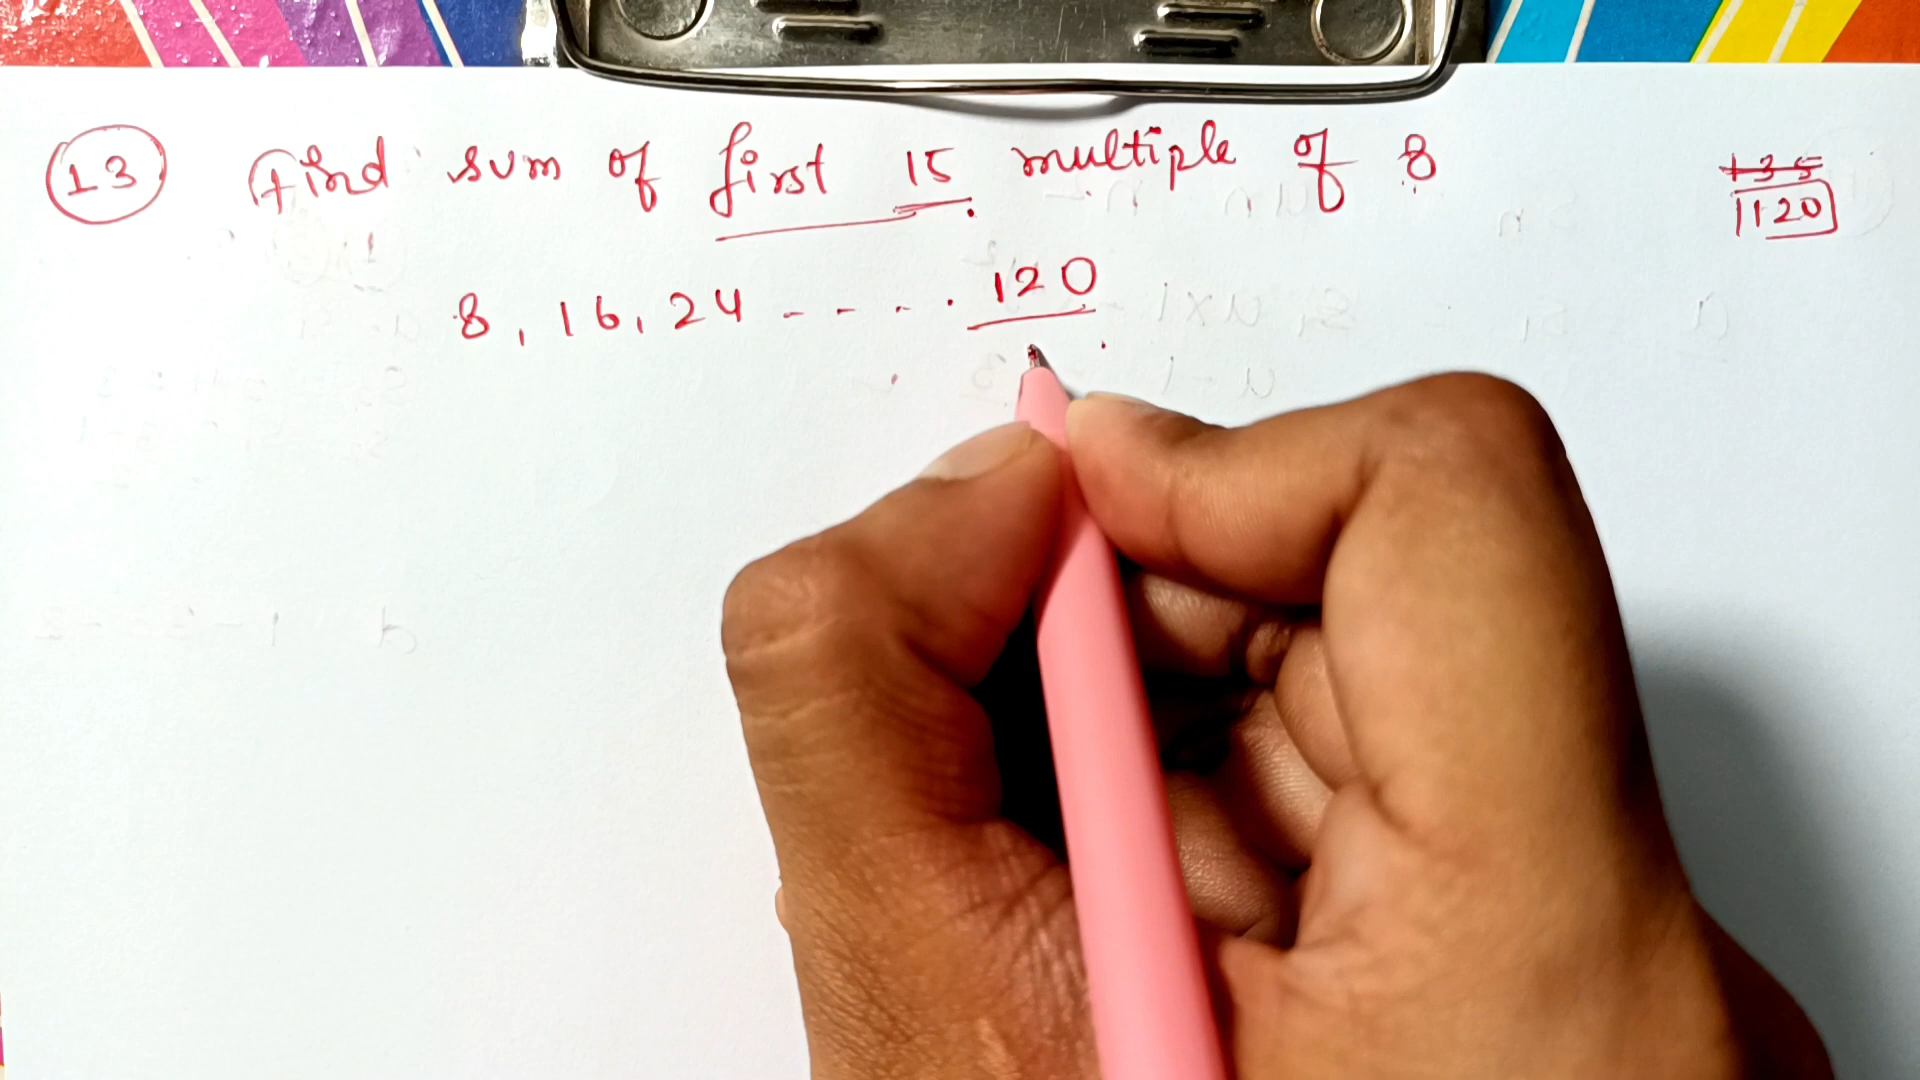 13 Find sum of first 15 multiple of 8
135
1120
8, 16, 24 - - - - . 120